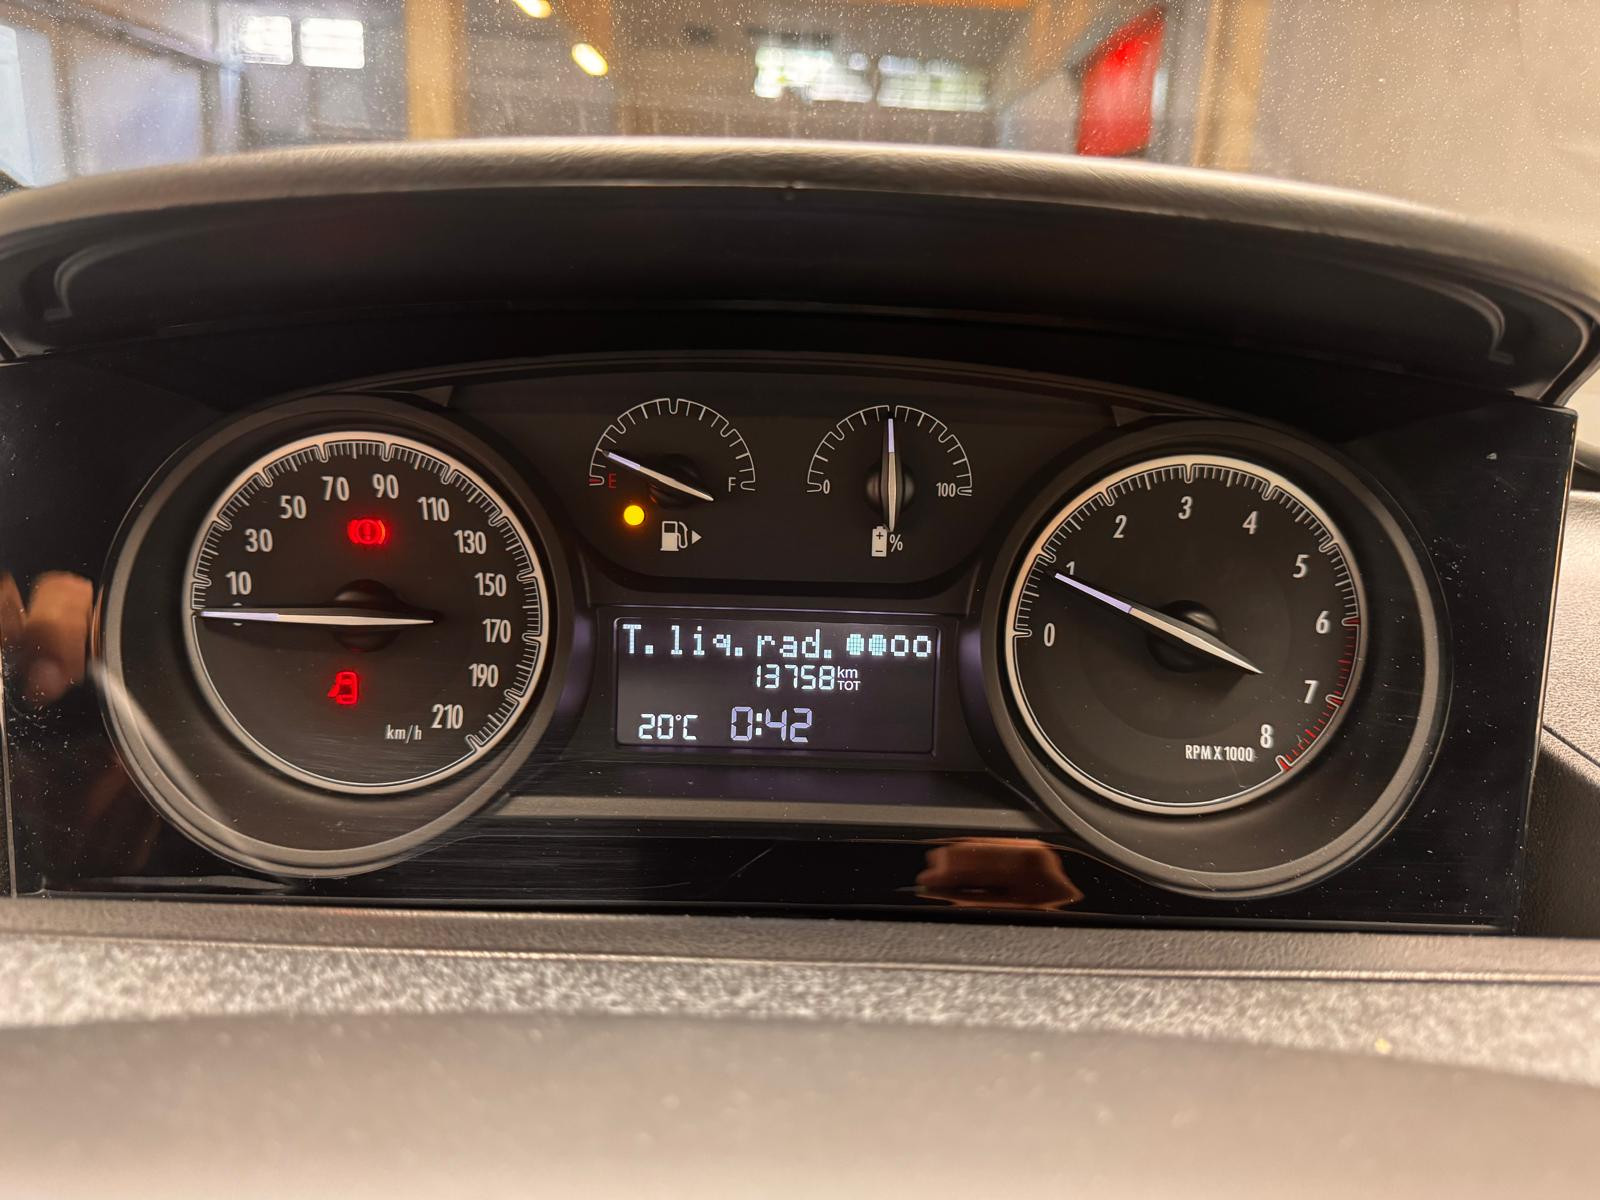 0 10 30 50 70 90 110 130 150 170 190 210
km/h
E F
0 100
%
T. liq. rad.
13758 km TOT
20°C 0:42
0 1 2 3 4 5 6 7 8
RPM X 1000